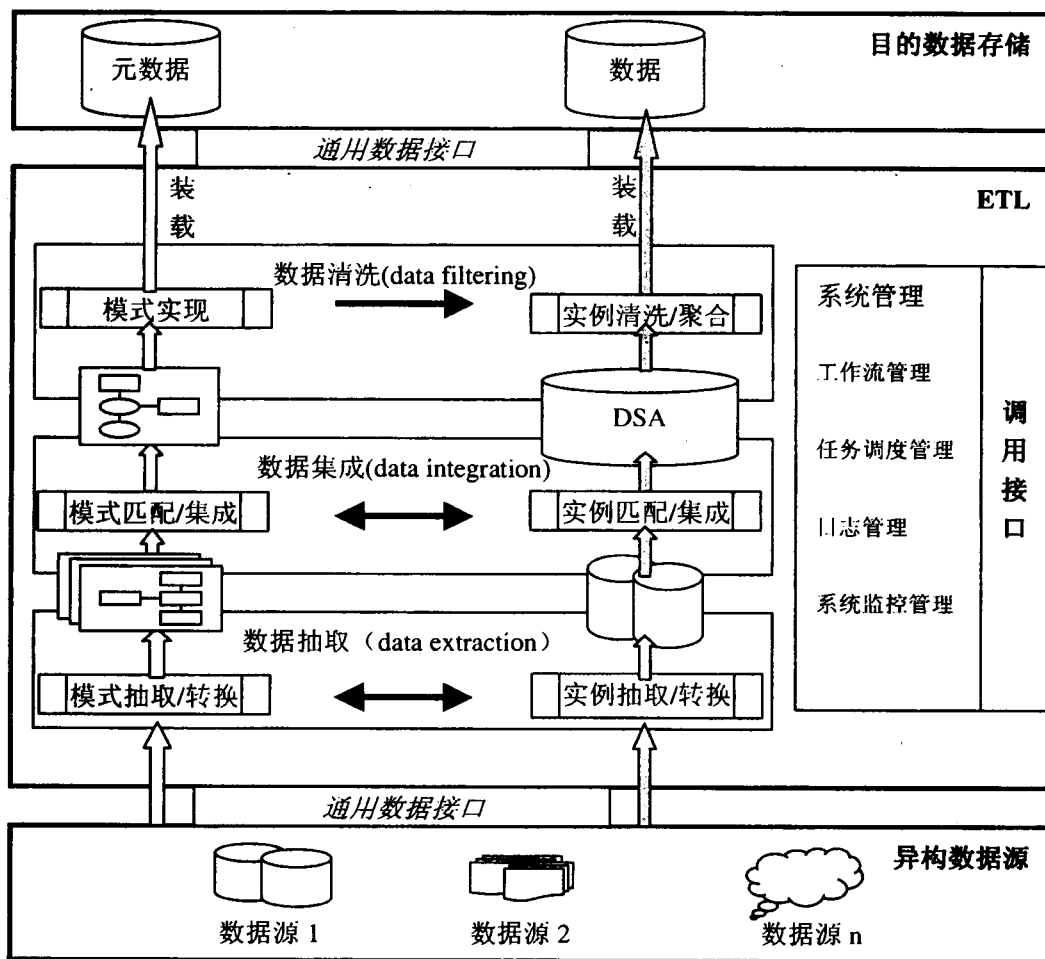 目的数据存储
元数据
数据
通用数据接口
ETL
装
载
装
载
数据清洗(data filtering)
模式实现
实例清洗/聚合
DSA
数据集成(data integration)
模式匹配/集成
实例匹配/集成
数据抽取（data extraction）
模式抽取/转换
实例抽取/转换
系统管理
工作流管理
任务调度管理
日志管理
系统监控管理
调
用
接
口
通用数据接口
异构数据源
数据源 1
数据源 2
数据源 n